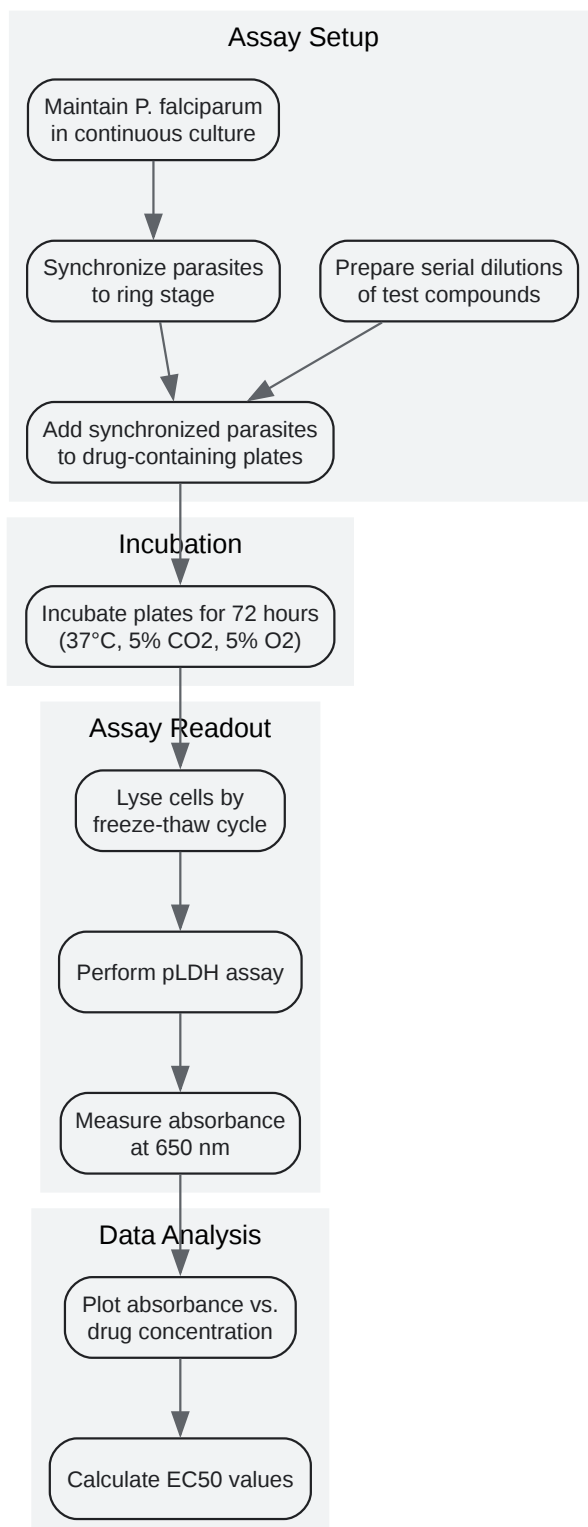 Assay Setup
Maintain P. falciparum
in continuous culture
Synchronize parasites
to ring stage
Prepare serial dilutions
of test compounds
Add synchronized parasites
to drug-containing plates
Incubation
Incubate plates for 72 hours
(37°C, 5% CO2, 5% O2)
Assay Readout
Lyse cells by
freeze-thaw cycle
Perform pLDH assay
Measure absorbance
at 650 nm
Data Analysis
Plot absorbance vs.
drug concentration
Calculate EC50 values